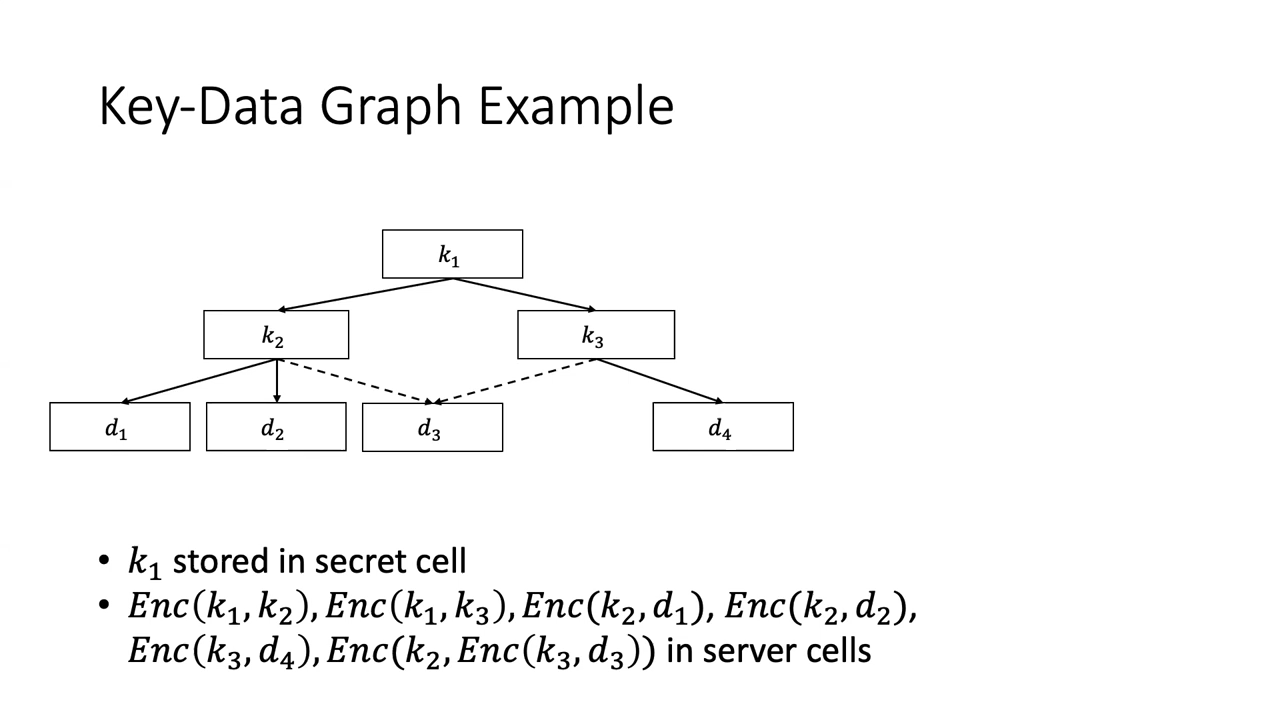 Key-Data Graph Example
k₁
k₂ k₃
d₁ d₂ d₃ d₄
• k₁ stored in secret cell
• Enc(k₁, k₂), Enc(k₁, k₃), Enc(k₂, d₁), Enc(k₂, d₂),
Enc(k₃, d₄), Enc(k₂, Enc(k₃, d₃)) in server cells